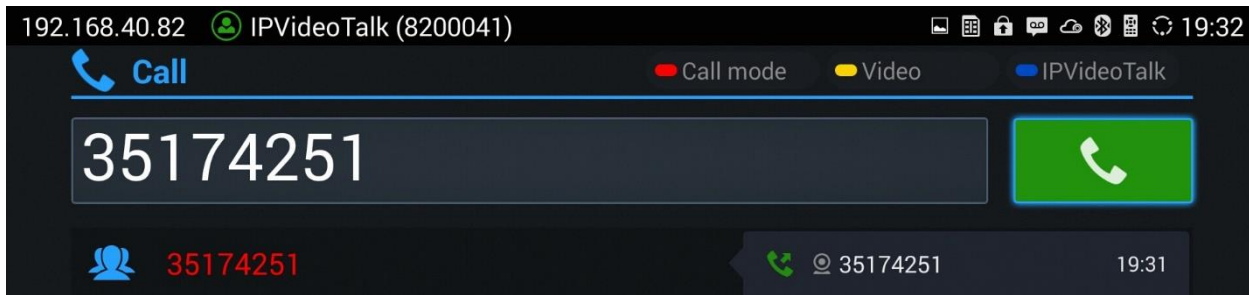 192.168.40.82 IPVideoTalk (8200041) 19:32
Call Call mode Video IPVideoTalk
35174251
35174251 35174251 19:31